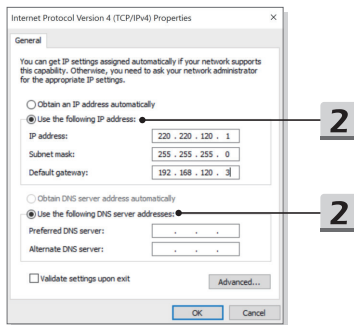 Internet Protocol Version 4 (TCP/IPv4) Properties
General
You can get IP settings assigned automatically if your network supports
this capability. Otherwise, you need to ask your network administrator
for the appropriate IP settings.
Obtain an IP address automatically
Use the following IP address:
2
IP address: 220 . 220 . 120 . 1
Subnet mask: 255 . 255 . 255 . 0
Default gateway: 192 . 168 . 120 . 3
Obtain DNS server address automatically
Use the following DNS server addresses:
2
Preferred DNS server: . . .
Alternate DNS server: . . .
Validate settings upon exit
Advanced...
OK Cancel